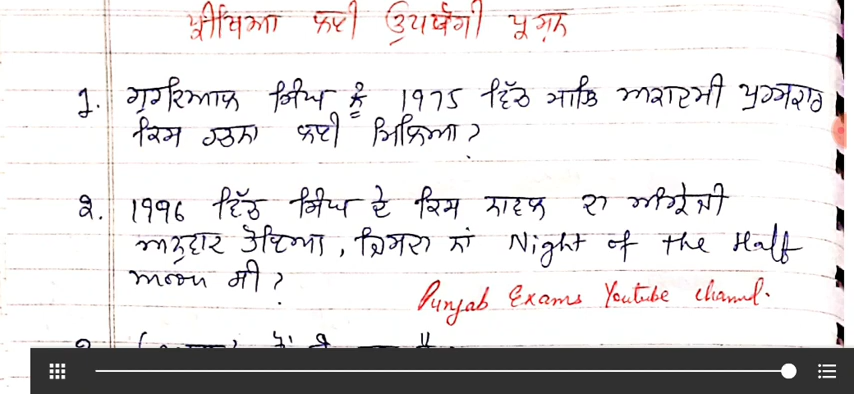 ਪ੍ਰੀਖਿਆ ਲਈ ਉਪਯੋਗੀ ਪ੍ਰਸ਼ਨ
1. ਗੁਰਦਿਆਲ ਸਿੰਘ ਨੂੰ 1975 ਵਿੱਚ ਸਾਹਿਤ ਅਕਾਦਮੀ ਪੁਰਸਕਾਰ
ਕਿਸ ਰਚਨਾ ਲਈ ਮਿਲਿਆ?
2. 1996 ਵਿੱਚ ਸਿੰਘ ਦੇ ਕਿਸ ਨਾਵਲ ਦਾ ਅੰਗਰੇਜ਼ੀ
ਅਨੁਵਾਦ ਹੋਇਆ, ਜਿਸਦਾ ਨਾਂ Night of the Half
moon ਸੀ?
Punjab Exams Youtube channel.